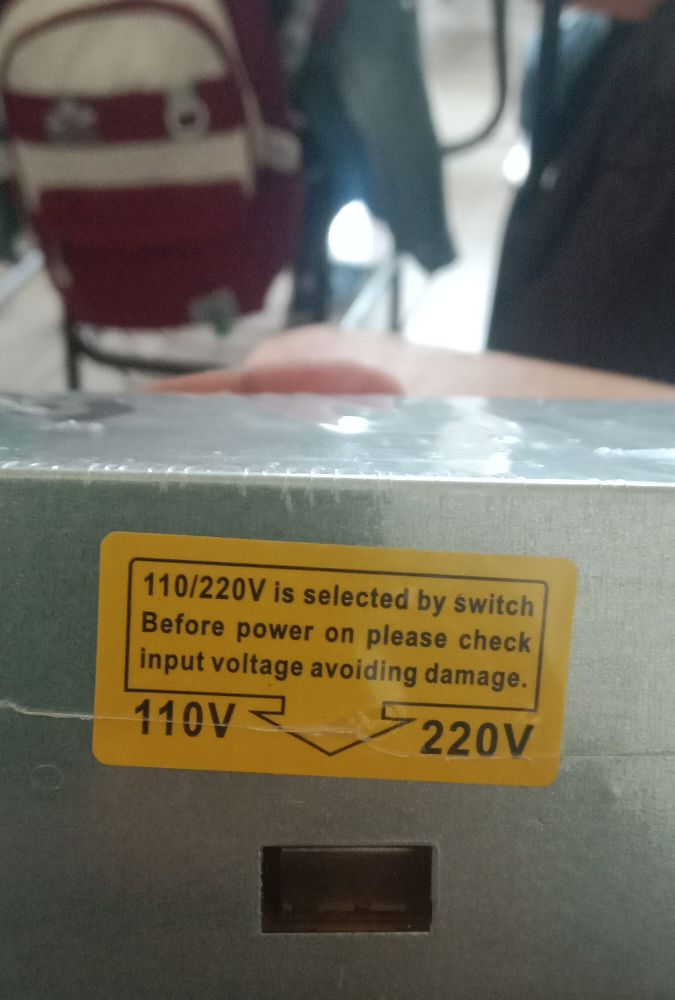 110/220V is selected by switch
Before power on please check
input voltage avoiding damage.
110V 220V